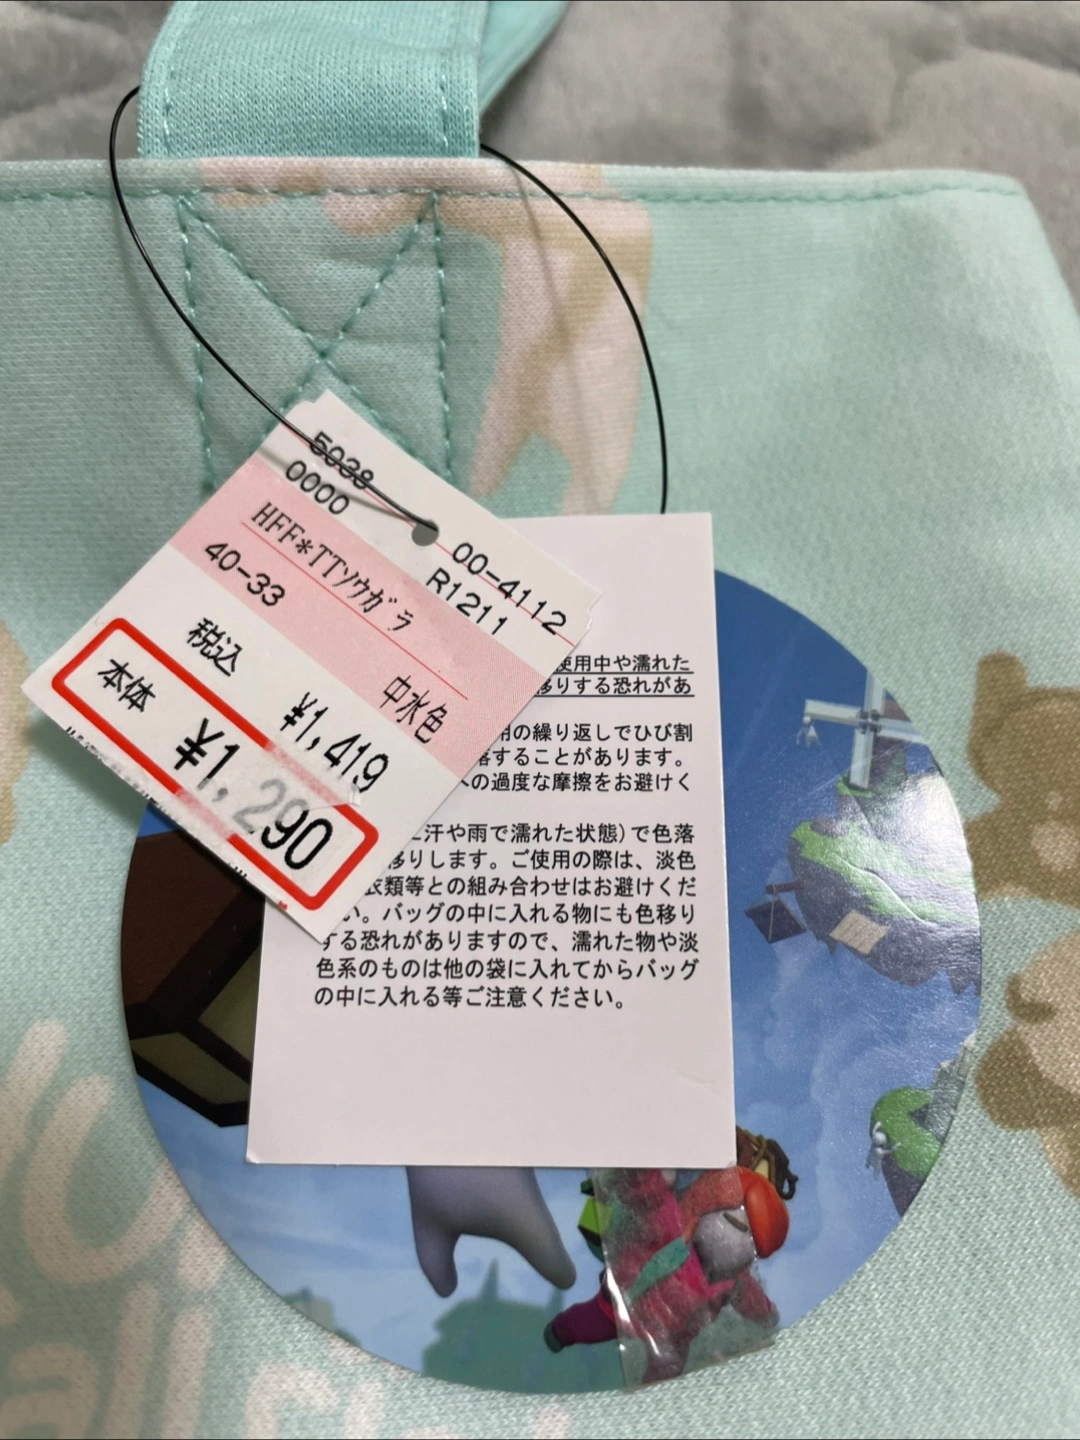 5038
0000
00-4112
R1211
HFF*TTソウガラ
40-33
中水色
税込
¥1,419
本体
¥1,290
使用中や濡れた
移りする恐れがあ
用の繰り返しでひび割
落することがあります。
の過度な摩擦をお避けく
に汗や雨で濡れた状態)で色落
移りします。ご使用の際は、淡色
衣類等との組み合わせはお避けくだ
い。バッグの中に入れる物にも色移り
する恐れがありますので、濡れた物や淡
色系のものは他の袋に入れてからバッグ
の中に入れる等ご注意ください。